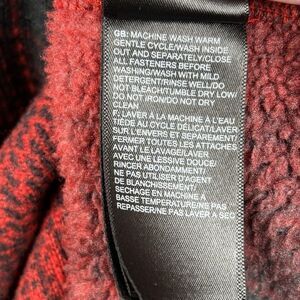 GB: MACHINE WASH WARM
GENTLE CYCLE/WASH INSIDE
OUT AND SEPARATELY/CLOSE
ALL FASTENERS BEFORE
WASHING/WASH WITH MILD
DETERGENT/RINSE WELL/DO
NOT BLEACH/TUMBLE DRY LOW/
DO NOT IRON/DO NOT DRY
CLEAN
F: LAVER À LA MACHINE À L'EAU
TIÈDE AU CYCLE DÉLICAT/LAVER
SUR L'ENVERS ET SÉPAREMENT/
FERMER TOUTES LES ATTACHES
AVANT LE LAVAGE/LAVER
AVEC UNE LESSIVE DOUCE/
RINCER ABONDAMMENT/
NE PAS UTILISER D'AGENT
DE BLANCHISSEMENT/
SECHAGE EN MACHINE À
BASSE TEMPERATURE/NE PAS
REPASSER/NE PAS LAVER A SEC